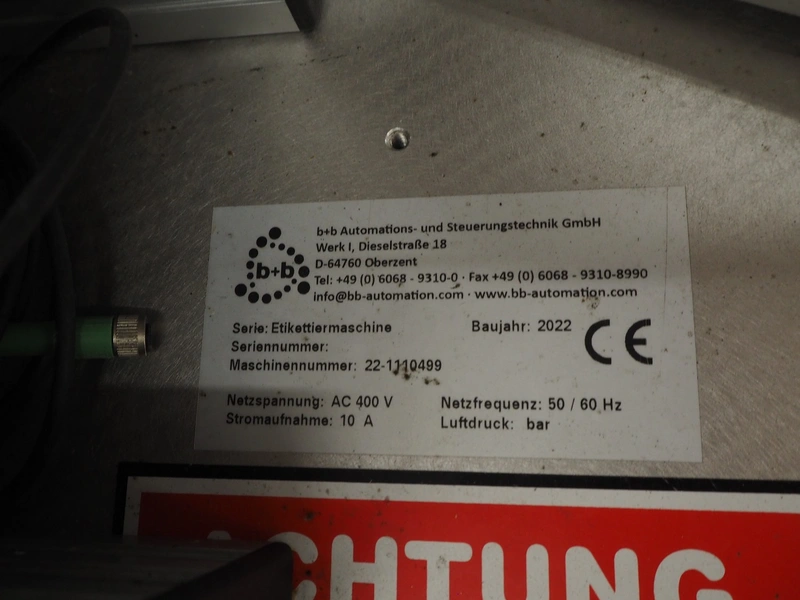 b+b
b+b Automations- und Steuerungstechnik GmbH
Werk I, Dieselstraße 18
D-64760 Oberzent
Tel: +49 (0) 6068 - 9310-0 · Fax +49 (0) 6068 - 9310-8990
info@bb-automation.com · www.bb-automation.com
Serie: Etikettiermaschine
Baujahr: 2022
CE
Seriennummer:
Maschinennummer: 22-1110499
Netzspannung: AC 400 V
Netzfrequenz: 50 / 60 Hz
Stromaufnahme: 10 A
Luftdruck: bar
ACHTUNG